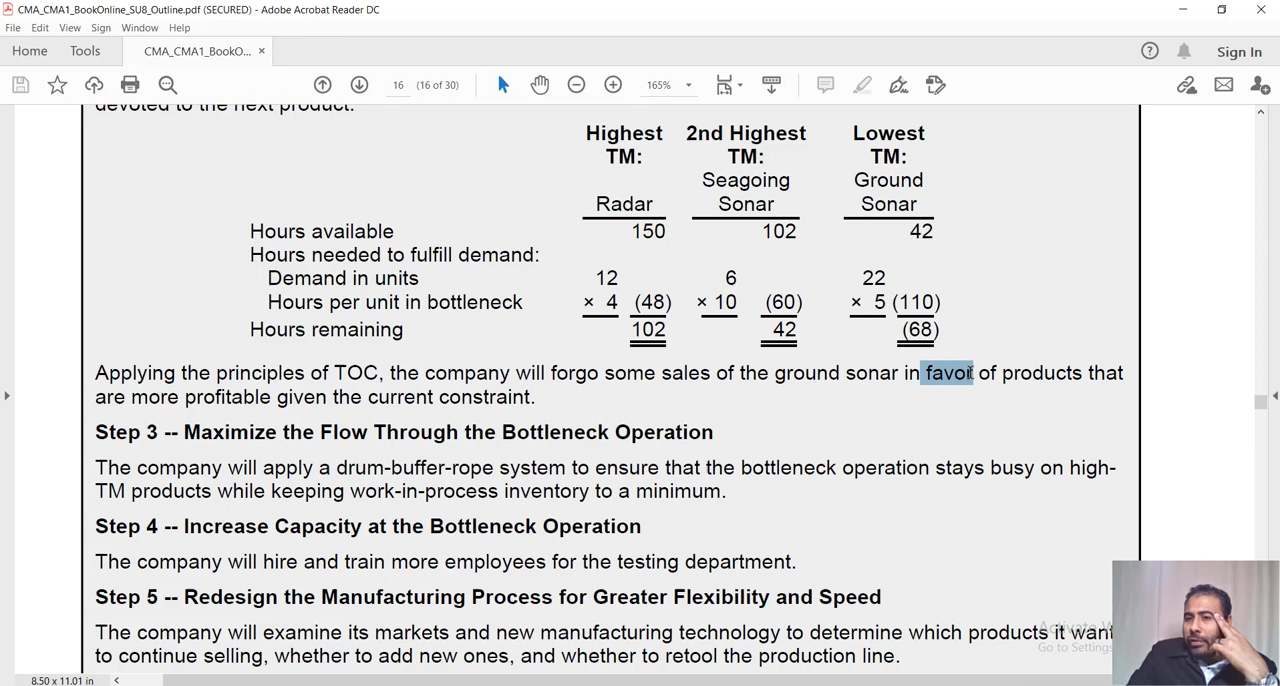 CMA_CMA1_BookOnline_SU8_Outline.pdf (SECURED) - Adobe Acrobat Reader DC
File Edit View Sign Window Help
Home Tools CMA_CMA1_BookO... × Sign In
16 (16 of 30) 165%
devoted to the next product.
Highest 2nd Highest Lowest
TM: TM: TM:
Seagoing Ground
Radar Sonar Sonar
Hours available 150 102 42
Hours needed to fulfill demand:
Demand in units 12 6 22
Hours per unit in bottleneck × 4 (48) × 10 (60) × 5 (110)
Hours remaining 102 42 (68)
Applying the principles of TOC, the company will forgo some sales of the ground sonar in favor of products that
are more profitable given the current constraint.
Step 3 -- Maximize the Flow Through the Bottleneck Operation
The company will apply a drum-buffer-rope system to ensure that the bottleneck operation stays busy on high-
TM products while keeping work-in-process inventory to a minimum.
Step 4 -- Increase Capacity at the Bottleneck Operation
The company will hire and train more employees for the testing department.
Step 5 -- Redesign the Manufacturing Process for Greater Flexibility and Speed
The company will examine its markets and new manufacturing technology to determine which products it want
to continue selling, whether to add new ones, and whether to retool the production line.
Activate W
Go to Settings
8.50 x 11.01 in